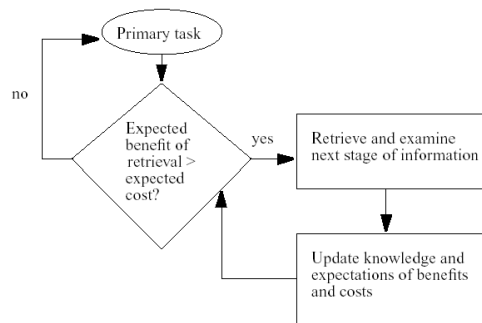 Primary task
no
Expected
benefit of
retrieval >
expected
cost?
yes
Retrieve and examine
next stage of information
Update knowledge and
expectations of benefits
and costs